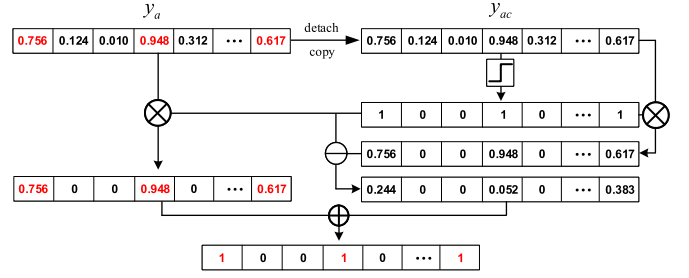 y_a
y_ac
0.756 0.124 0.010 0.948 0.312 ••• 0.617
detach
copy
0.756 0.124 0.010 0.948 0.312 ••• 0.617
1 0 0 1 0 ••• 1
0.756 0 0 0.948 0 ••• 0.617
0.756 0 0 0.948 0 ••• 0.617
0.244 0 0 0.052 0 ••• 0.383
1 0 0 1 0 ••• 1